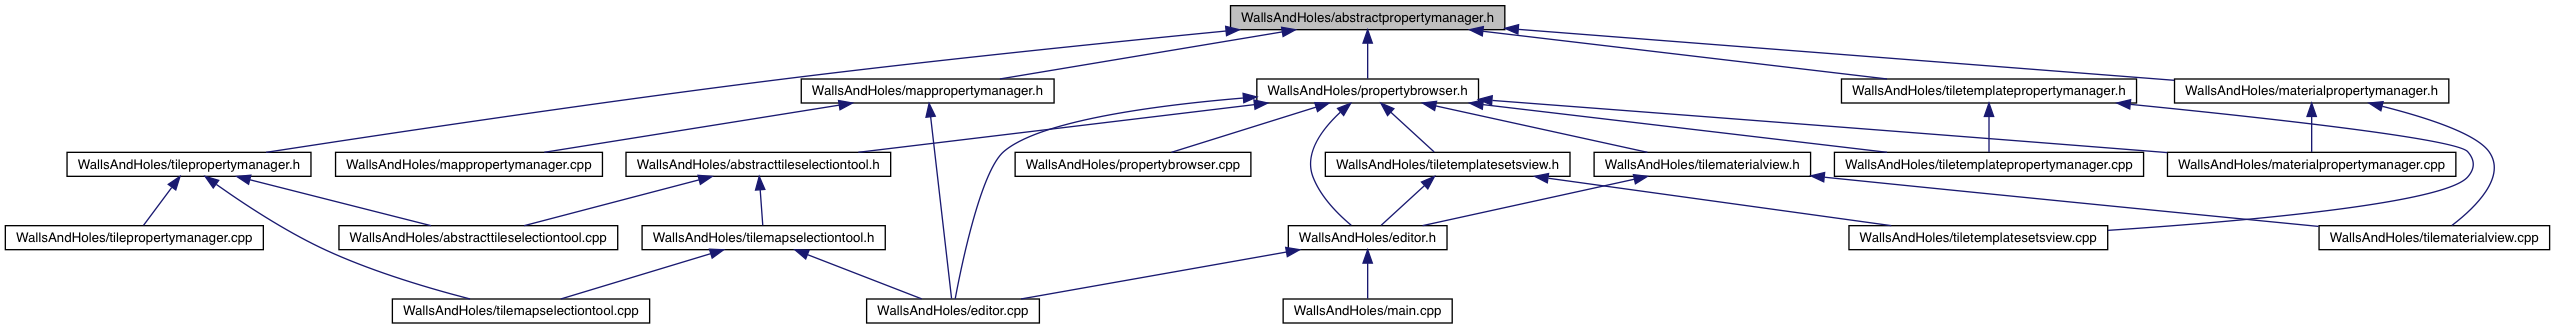 WallsAndHoles/abstractpropertymanager.h
WallsAndHoles/mappropertymanager.h
WallsAndHoles/propertybrowser.h
WallsAndHoles/tiletemplatepropertymanager.h
WallsAndHoles/materialpropertymanager.h
WallsAndHoles/tilepropertymanager.h
WallsAndHoles/mappropertymanager.cpp
WallsAndHoles/abstracttileselectiontool.h
WallsAndHoles/propertybrowser.cpp
WallsAndHoles/tiletemplatesetsview.h
WallsAndHoles/tilematerialview.h
WallsAndHoles/tiletemplatepropertymanager.cpp
WallsAndHoles/materialpropertymanager.cpp
WallsAndHoles/tilepropertymanager.cpp
WallsAndHoles/abstracttileselectiontool.cpp
WallsAndHoles/tilemapselectiontool.h
WallsAndHoles/editor.h
WallsAndHoles/tiletemplatesetsview.cpp
WallsAndHoles/tilematerialview.cpp
WallsAndHoles/tilemapselectiontool.cpp
WallsAndHoles/editor.cpp
WallsAndHoles/main.cpp